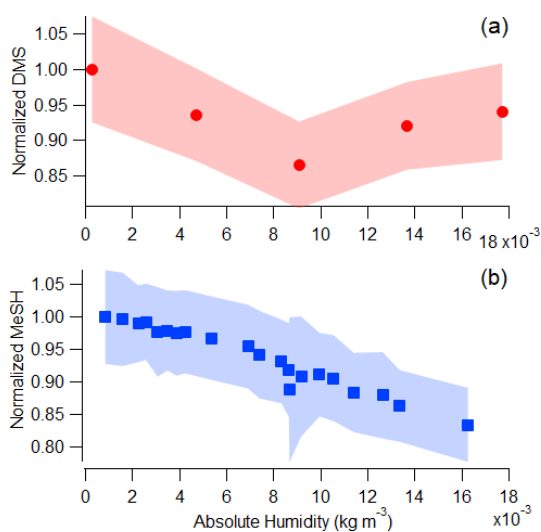 (a)
Normalized DMS
1.05
1.00
0.95
0.90
0.85
0 2 4 6 8 10 12 14 16
18 x10⁻³
(b)
Normalized MeSH
1.05
1.00
0.95
0.90
0.85
0.80
0 2 4 6 8 10 12 14 16 18
Absolute Humidity (kg m⁻³) x10⁻³